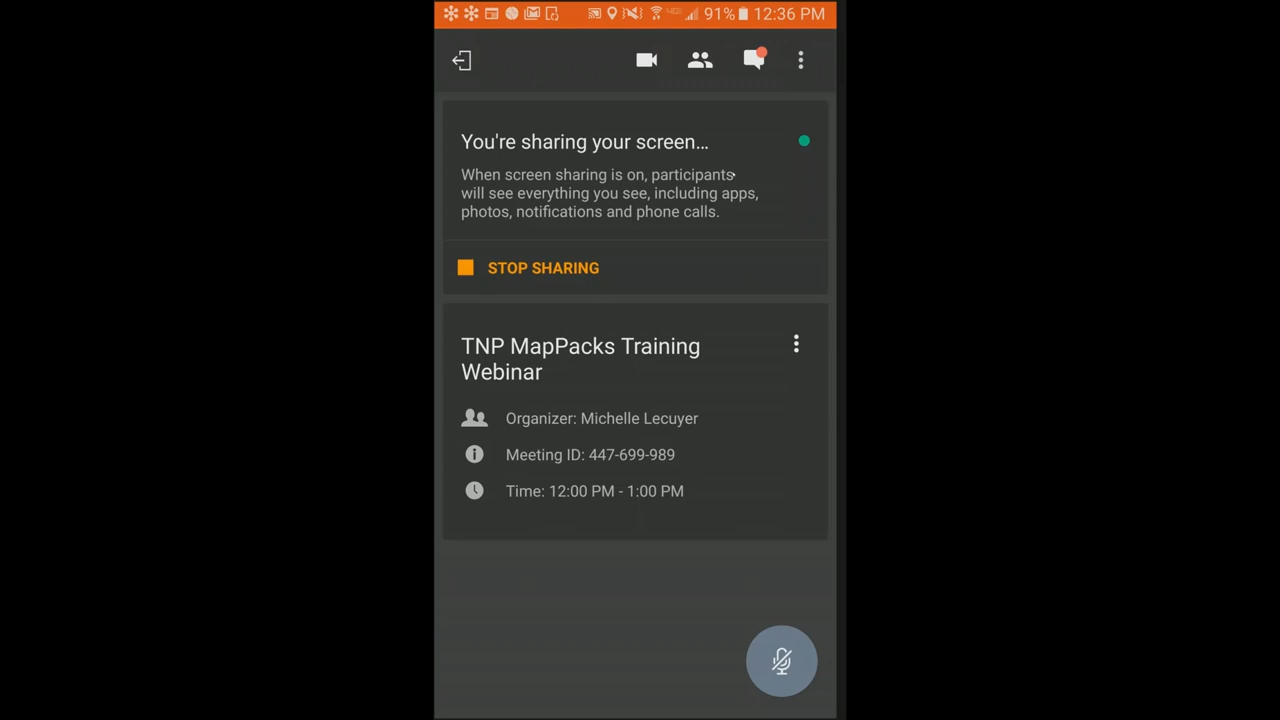 91% 12:36 PM
You're sharing your screen...
When screen sharing is on, participants
will see everything you see, including apps,
photos, notifications and phone calls.
STOP SHARING
TNP MapPacks Training
Webinar
Organizer: Michelle Lecuyer
Meeting ID: 447-699-989
Time: 12:00 PM - 1:00 PM